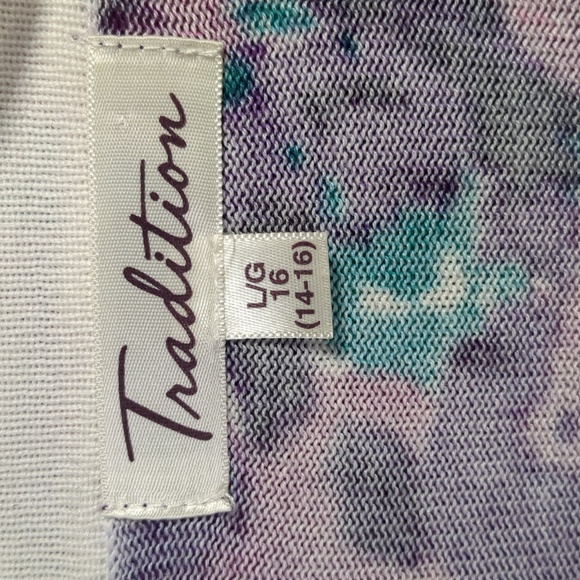 Tradition
L/G
16
(14-16)